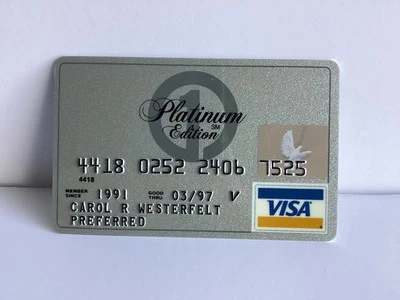 1
Platinum
Edition SM
4418 0252 2406 7525
4418
MEMBER SINCE 1991 GOOD THRU 03/97 V
CAROL R WESTERFELT
PREFERRED
VISA